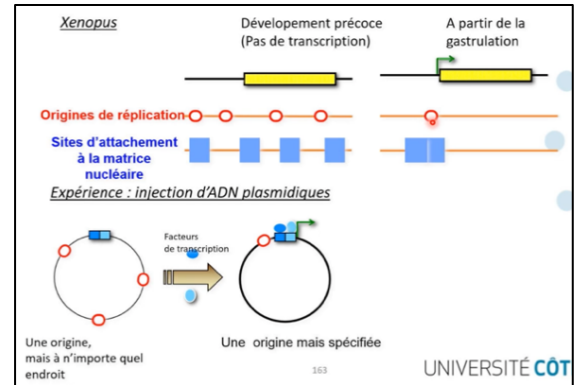 Xenopus
Dévelopement précoce
(Pas de transcription)
A partir de la
gastrulation
Origines de réplication
Sites d'attachement
à la matrice
nucléaire
Expérience : injection d'ADN plasmidiques
Facteurs
de transcription
Une origine,
mais à n'importe quel
endroit
Une origine mais spécifiée
163
UNIVERSITÉ CÔT